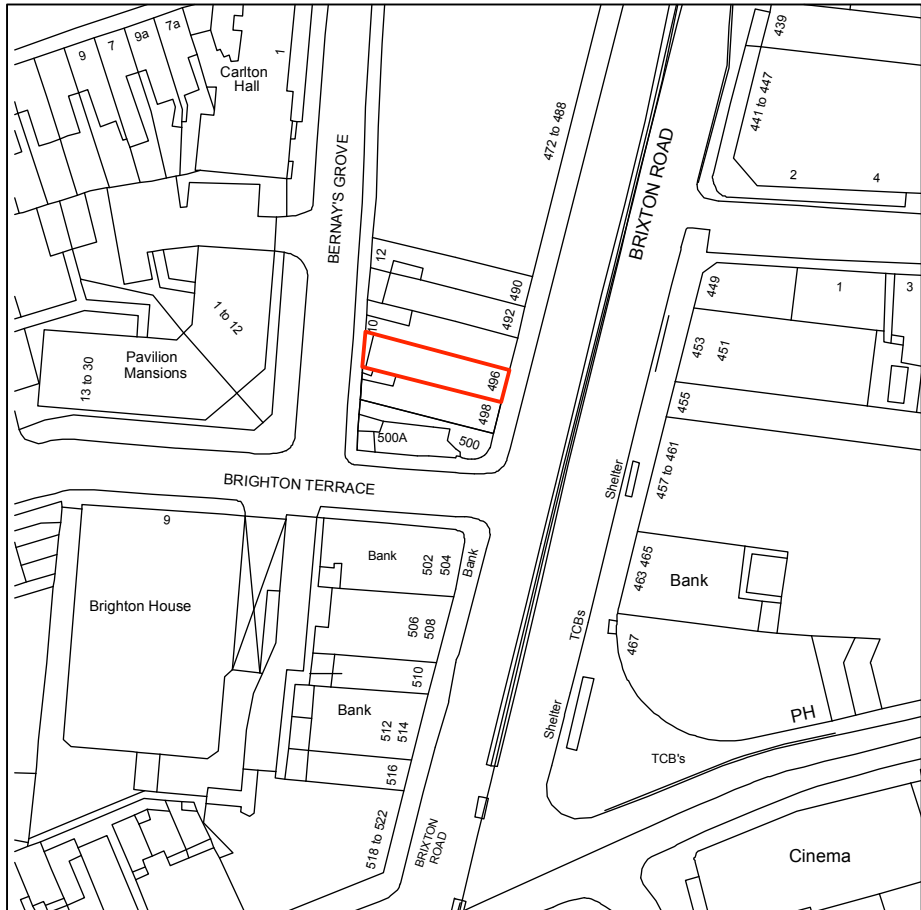 9
7
9a
7a
Carlton
Hall
1
439
441 to 447
2
4
472 to 488
BRIXTON ROAD
BERNAY'S GROVE
12
490
492
10
496
498
500
500A
449
1
3
453
451
455
457 to 461
Shelter
1 to 12
Pavilion
Mansions
13 to 30
BRIGHTON TERRACE
9
Brighton House
Bank
502
504
Bank
506
508
510
Bank
512
514
516
518 to 522
BRIXTON
ROAD
463
465
Bank
TCBs
467
Shelter
PH
TCB's
Cinema